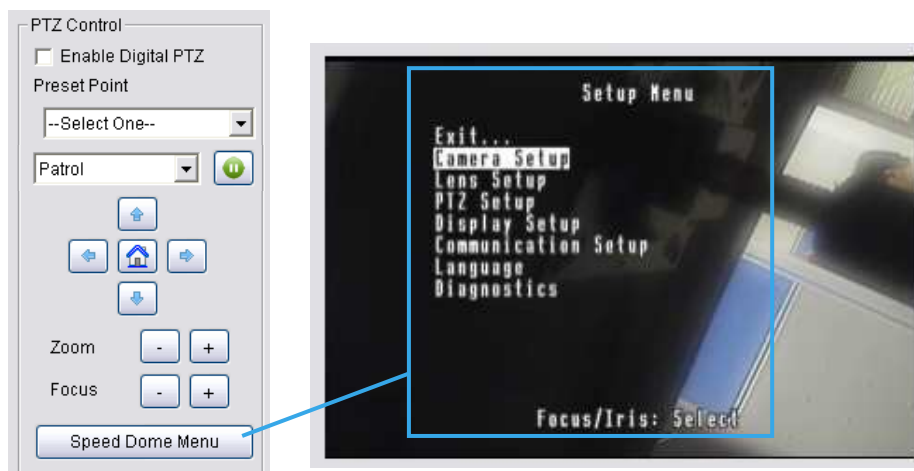 PTZ Control
Enable Digital PTZ
Preset Point
--Select One--
Patrol
Zoom - +
Focus - +
Speed Dome Menu
Setup Menu
Exit...
Camera Setup
Lens Setup
PTZ Setup
Display Setup
Communication Setup
Language
Diagnostics
Focus/Iris: Select